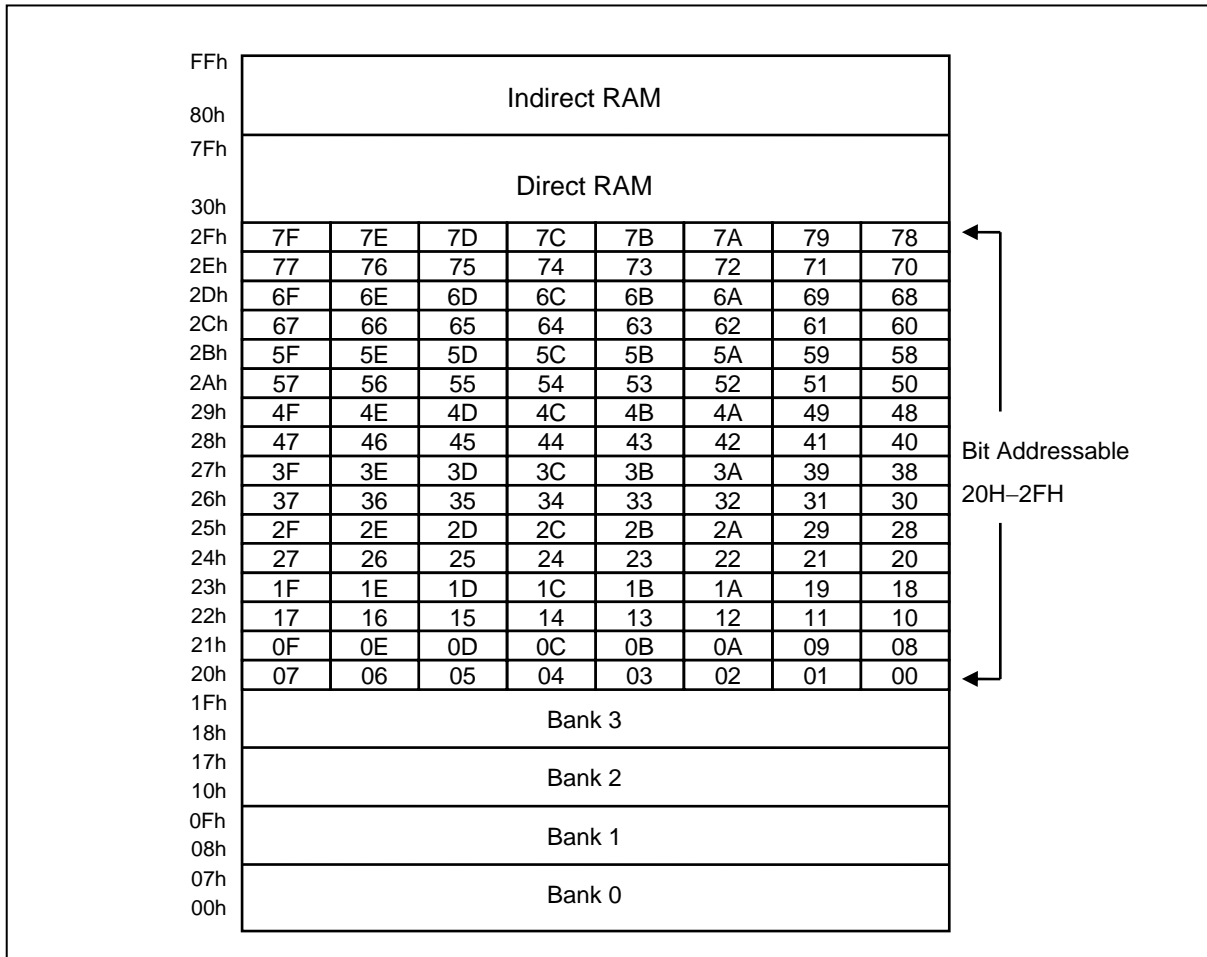 FFh
Indirect RAM
80h
7Fh
Direct RAM
30h
2Fh 7F 7E 7D 7C 7B 7A 79 78
2Eh 77 76 75 74 73 72 71 70
2Dh 6F 6E 6D 6C 6B 6A 69 68
2Ch 67 66 65 64 63 62 61 60
2Bh 5F 5E 5D 5C 5B 5A 59 58
2Ah 57 56 55 54 53 52 51 50
29h 4F 4E 4D 4C 4B 4A 49 48
28h 47 46 45 44 43 42 41 40
27h 3F 3E 3D 3C 3B 3A 39 38
26h 37 36 35 34 33 32 31 30
25h 2F 2E 2D 2C 2B 2A 29 28
24h 27 26 25 24 23 22 21 20
23h 1F 1E 1D 1C 1B 1A 19 18
22h 17 16 15 14 13 12 11 10
21h 0F 0E 0D 0C 0B 0A 09 08
20h 07 06 05 04 03 02 01 00
Bit Addressable
20H–2FH
1Fh
Bank 3
18h
17h
Bank 2
10h
0Fh
Bank 1
08h
07h
Bank 0
00h